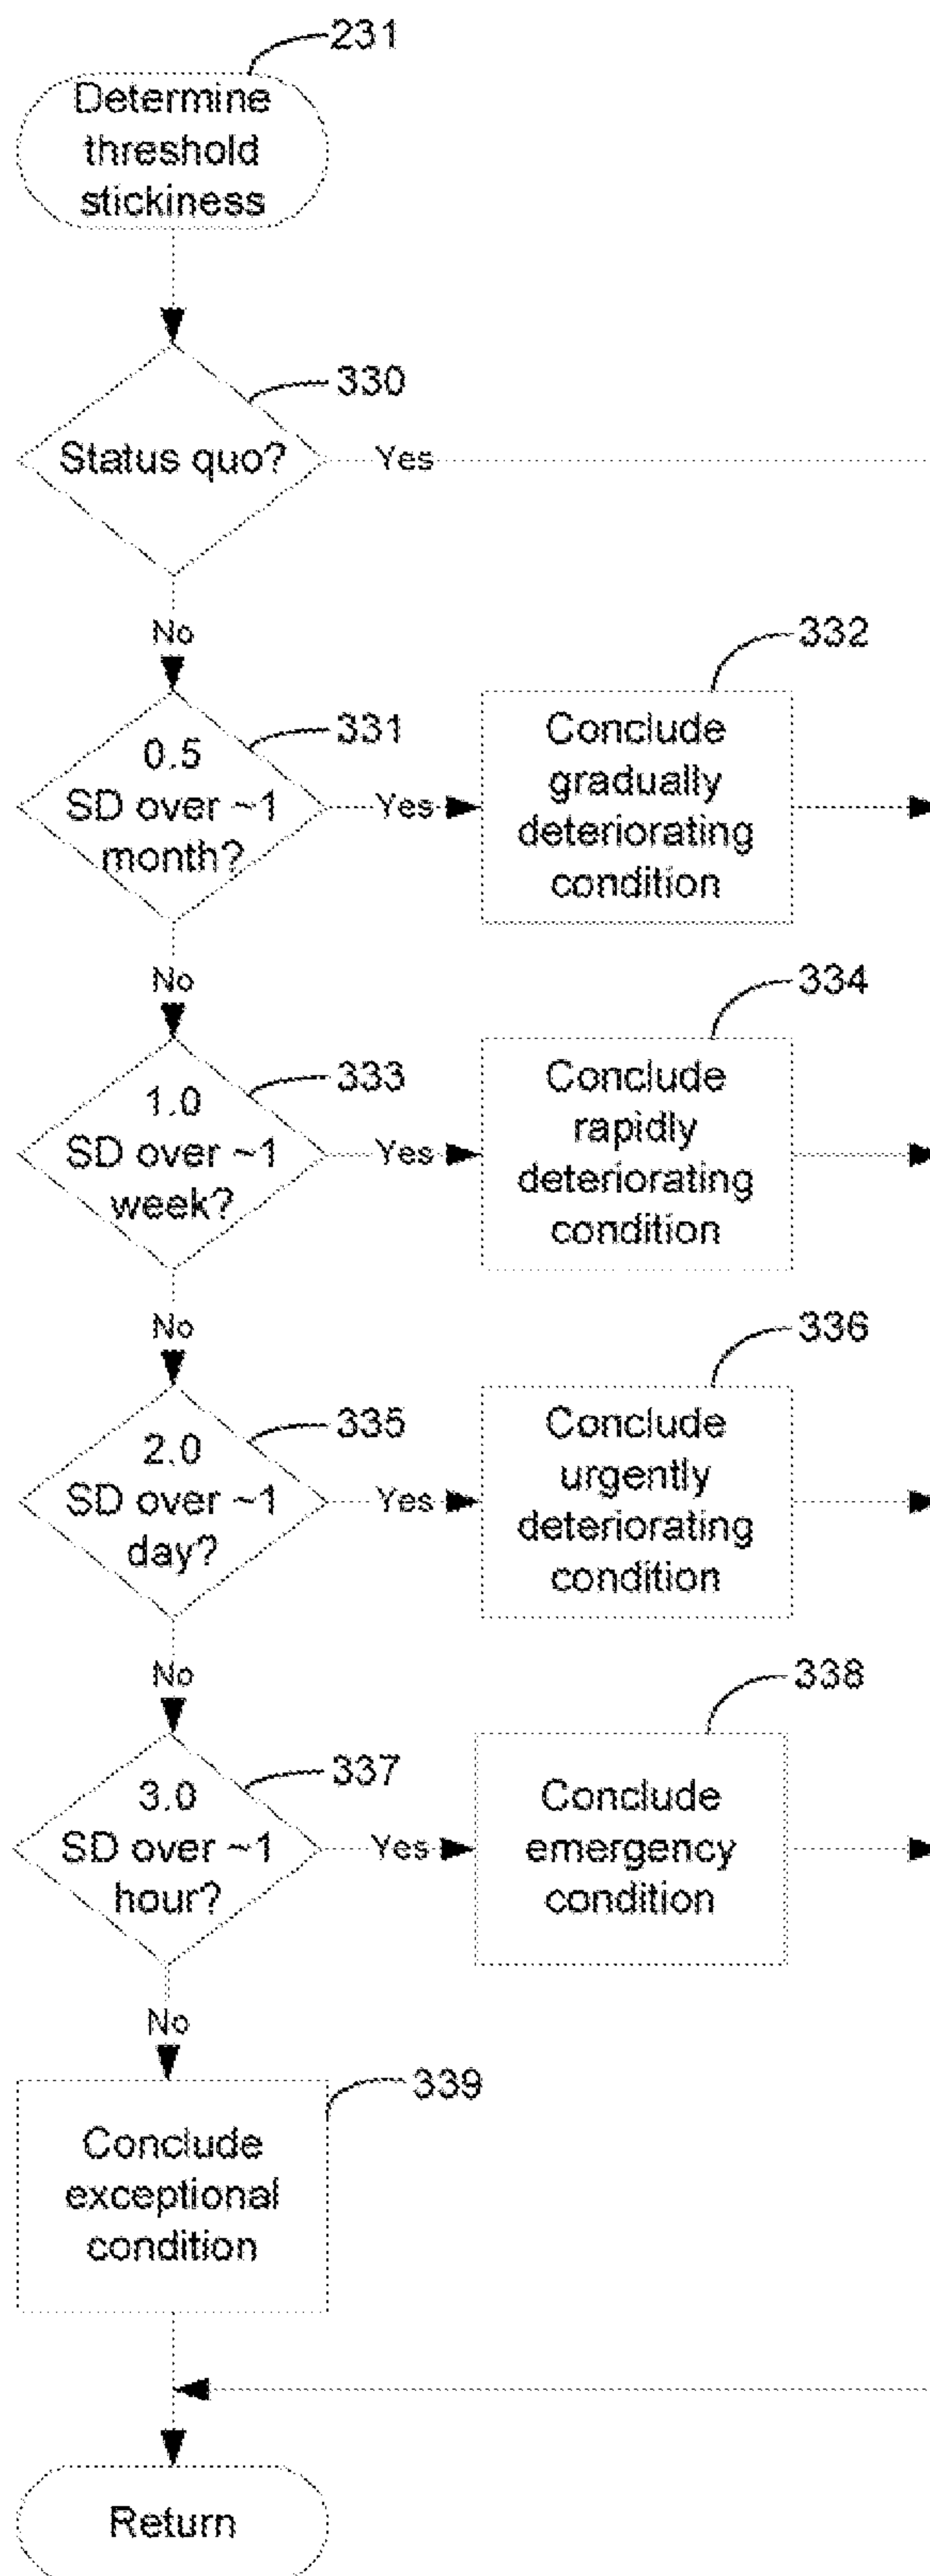 231
Determine
threshold
stickiness
330
Status quo?
Yes
No
331
0.5
SD over ~1
month?
Yes
332
Conclude
gradually
deteriorating
condition
No
333
1.0
SD over ~1
week?
Yes
334
Conclude
rapidly
deteriorating
condition
No
335
2.0
SD over ~1
day?
Yes
336
Conclude
urgently
deteriorating
condition
No
337
3.0
SD over ~1
hour?
Yes
338
Conclude
emergency
condition
No
339
Conclude
exceptional
condition
Return